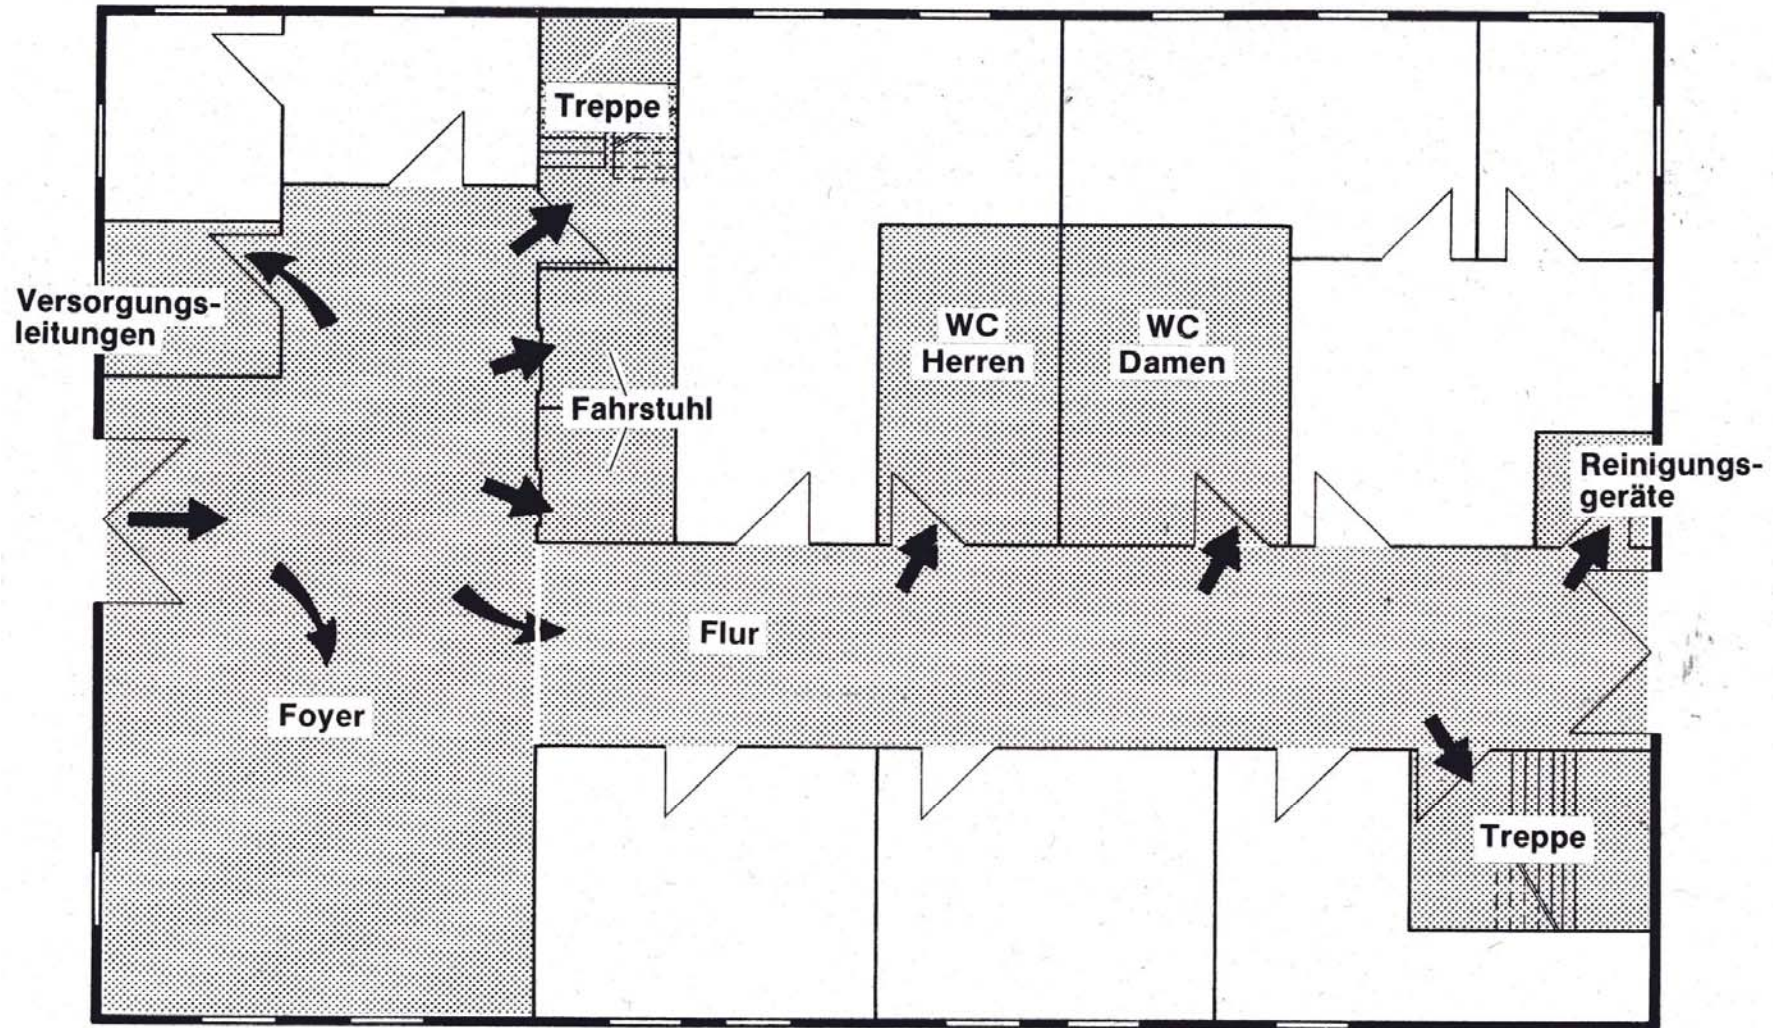 Treppe
Versorgungs-
leitungen
WC
Herren
WC
Damen
Fahrstuhl
Reinigungs-
geräte
Flur
Foyer
Treppe